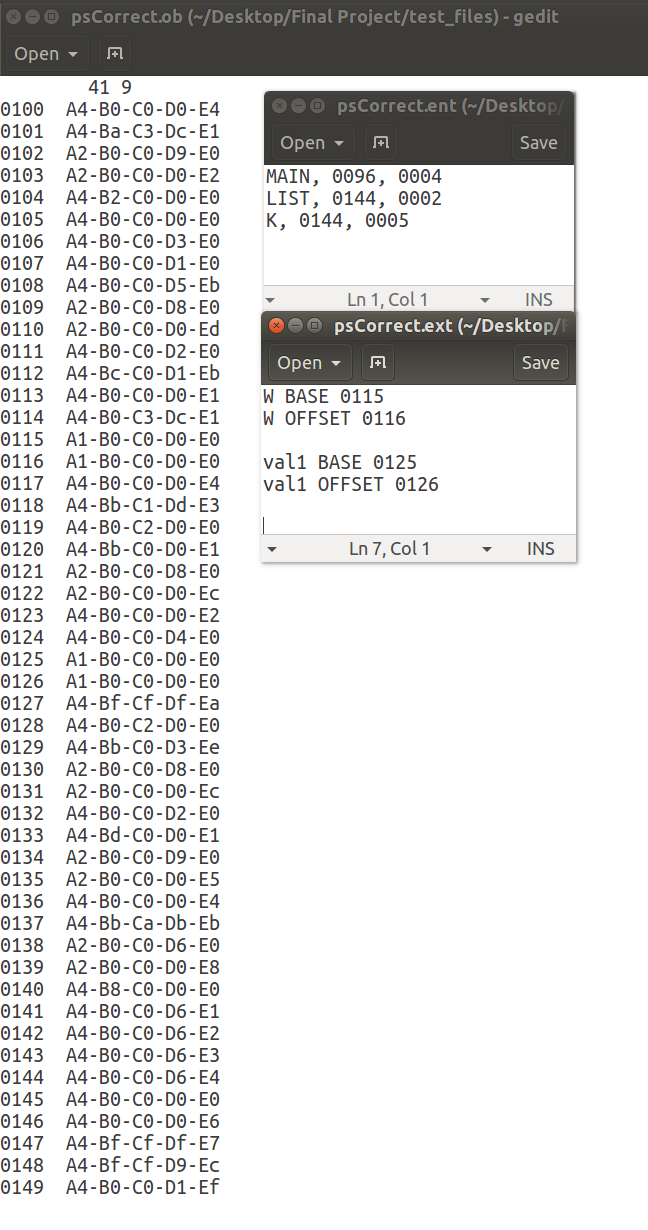 psCorrect.ob (~/Desktop/Final Project/test_files) - gedit
Open
41 9
0100 A4-B0-C0-D0-E4
0101 A4-Ba-C3-Dc-E1
0102 A2-B0-C0-D9-E0
0103 A2-B0-C0-D0-E2
0104 A4-B2-C0-D0-E0
0105 A4-B0-C0-D0-E0
0106 A4-B0-C0-D3-E0
0107 A4-B0-C0-D1-E0
0108 A4-B0-C0-D5-Eb
0109 A2-B0-C0-D8-E0
0110 A2-B0-C0-D0-Ed
0111 A4-B0-C0-D2-E0
0112 A4-Bc-C0-D1-Eb
0113 A4-B0-C0-D0-E1
0114 A4-B0-C3-Dc-E1
0115 A1-B0-C0-D0-E0
0116 A1-B0-C0-D0-E0
0117 A4-B0-C0-D0-E4
0118 A4-Bb-C1-Dd-E3
0119 A4-B0-C2-D0-E0
0120 A4-Bb-C0-D0-E1
0121 A2-B0-C0-D8-E0
0122 A2-B0-C0-D0-Ec
0123 A4-B0-C0-D0-E2
0124 A4-B0-C0-D4-E0
0125 A1-B0-C0-D0-E0
0126 A1-B0-C0-D0-E0
0127 A4-Bf-Cf-Df-Ea
0128 A4-B0-C2-D0-E0
0129 A4-Bb-C0-D3-Ee
0130 A2-B0-C0-D8-E0
0131 A2-B0-C0-D0-Ec
0132 A4-B0-C0-D2-E0
0133 A4-Bd-C0-D0-E1
0134 A2-B0-C0-D9-E0
0135 A2-B0-C0-D0-E5
0136 A4-B0-C0-D0-E4
0137 A4-Bb-Ca-Db-Eb
0138 A2-B0-C0-D6-E0
0139 A2-B0-C0-D0-E8
0140 A4-B8-C0-D0-E0
0141 A4-B0-C0-D6-E1
0142 A4-B0-C0-D6-E2
0143 A4-B0-C0-D6-E3
0144 A4-B0-C0-D6-E4
0145 A4-B0-C0-D0-E0
0146 A4-B0-C0-D0-E6
0147 A4-Bf-Cf-Df-E7
0148 A4-Bf-Cf-D9-Ec
0149 A4-B0-C0-D1-Ef
psCorrect.ent (~/Desktop/
Open Save
MAIN, 0096, 0004
LIST, 0144, 0002
K, 0144, 0005
Ln 1, Col 1 INS
psCorrect.ext (~/Desktop/F
Open Save
W BASE 0115
W OFFSET 0116
val1 BASE 0125
val1 OFFSET 0126
Ln 7, Col 1 INS